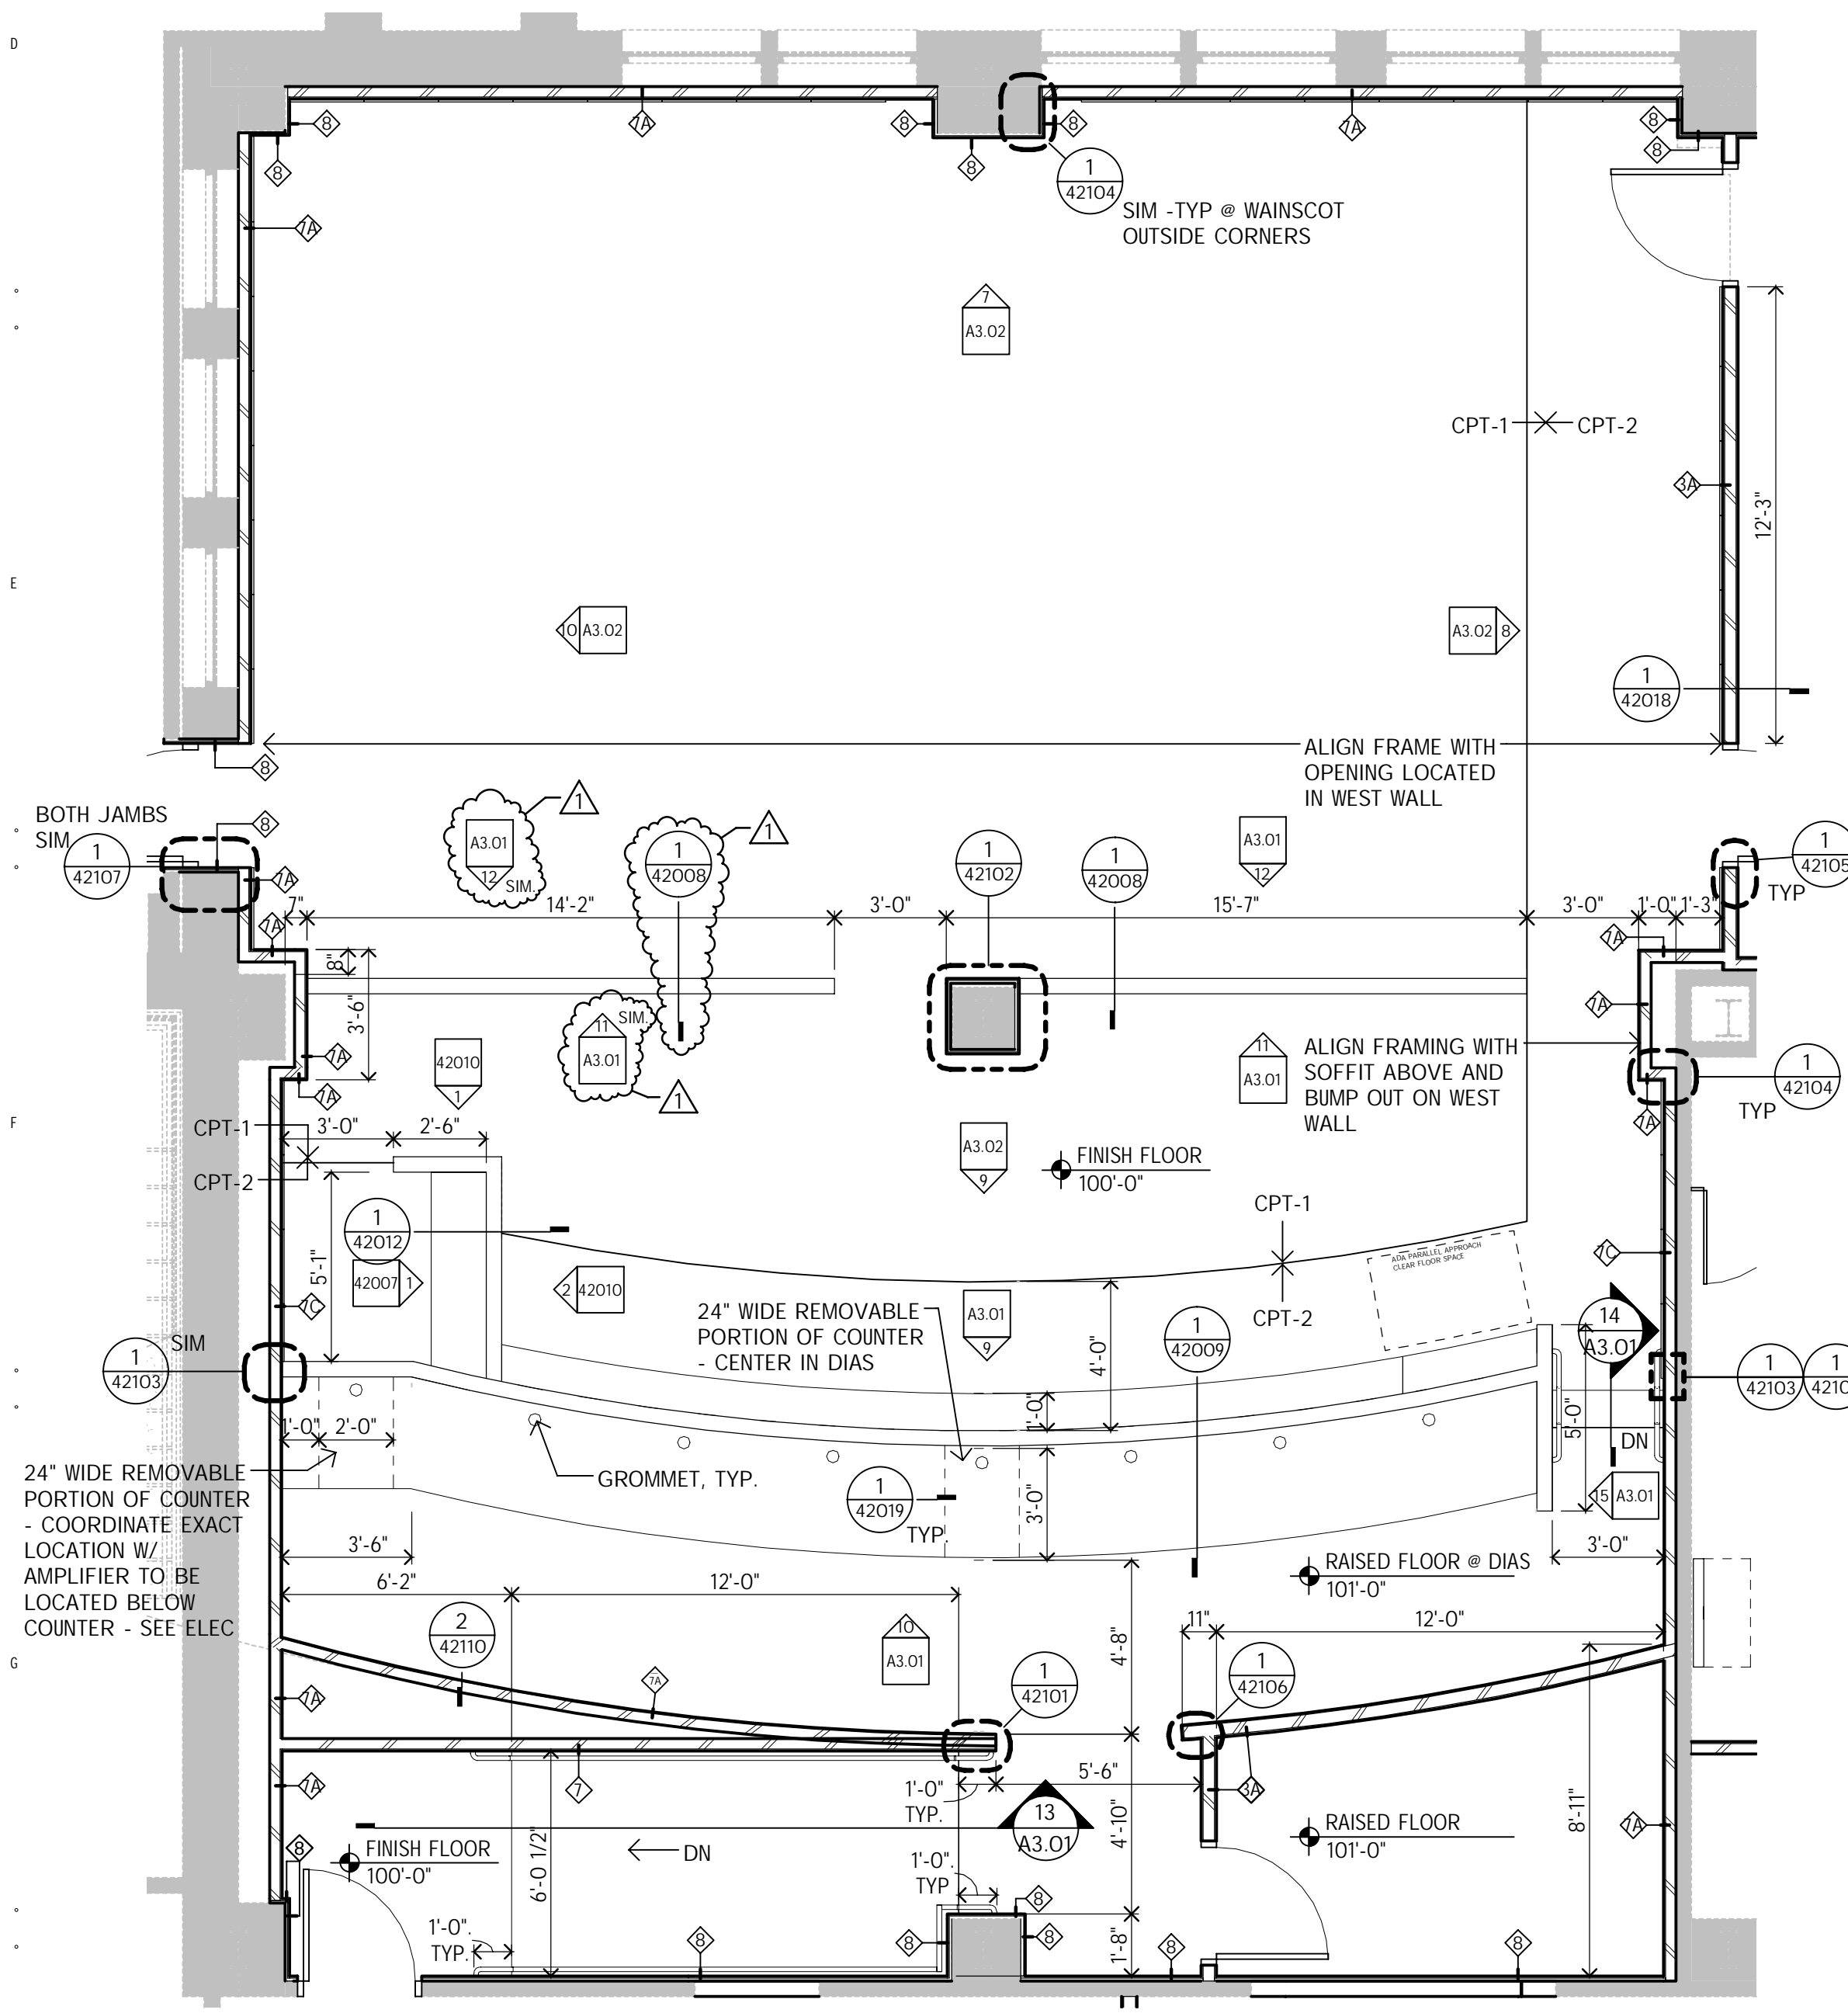 D
8
7A
8
8
7A
8
8
8
8
1
42104
SIM -TYP @ WAINSCOT
OUTSIDE CORNERS
7A
7
A3.02
CPT-1
CPT-2
3A
12'-3"
E
10
A3.02
A3.02
8
1
42018
ALIGN FRAME WITH
OPENING LOCATED
IN WEST WALL
8
BOTH JAMBS
SIM
1
42107
8
7A
A3.01
12
SIM.
1
1
42008
1
1
42102
1
42008
A3.01
12
1
42105
TYP
7"
14'-2"
3'-0"
15'-7"
3'-0"
1'-0"
1'-3"
7A
7A
8"
3'-6"
7A
7A
42010
1
11
SIM.
A3.01
1
11
A3.01
ALIGN FRAMING WITH
SOFFIT ABOVE AND
BUMP OUT ON WEST
WALL
7A
7A
1
42104
TYP
F
CPT-1
CPT-2
3'-0"
2'-6"
A3.02
9
FINISH FLOOR
100'-0"
1
42012
5'-1"
42007
1
2
42010
7C
CPT-1
CPT-2
ADA PARALLEL APPROACH
CLEAR FLOOR SPACE
7C
24" WIDE REMOVABLE
PORTION OF COUNTER
- CENTER IN DIAS
A3.01
9
4'-0"
1'-0"
1
42009
14
A3.01
SIM
1
42103
1
42103
1
5'-0"
DN
1'-0"
2'-0"
24" WIDE REMOVABLE
PORTION OF COUNTER
- COORDINATE EXACT
LOCATION W/
AMPLIFIER TO BE
LOCATED BELOW
COUNTER - SEE ELEC
GROMMET, TYP.
1
42019
TYP.
3'-0"
15
A3.01
3'-6"
3'-0"
RAISED FLOOR @ DIAS
101'-0"
6'-2"
12'-0"
2
42110
10
A3.01
4'-8"
11"
12'-0"
G
7A
7A
1
42101
1
42106
7A
7
1'-0"
TYP.
5'-6"
3A
13
A3.01
4'-10"
8'-11"
7A
RAISED FLOOR
101'-0"
8
FINISH FLOOR
100'-0"
6'-0 1/2"
DN
1'-0".
TYP
8
8
8
1'-0".
TYP.
8
1'-8"
8
8